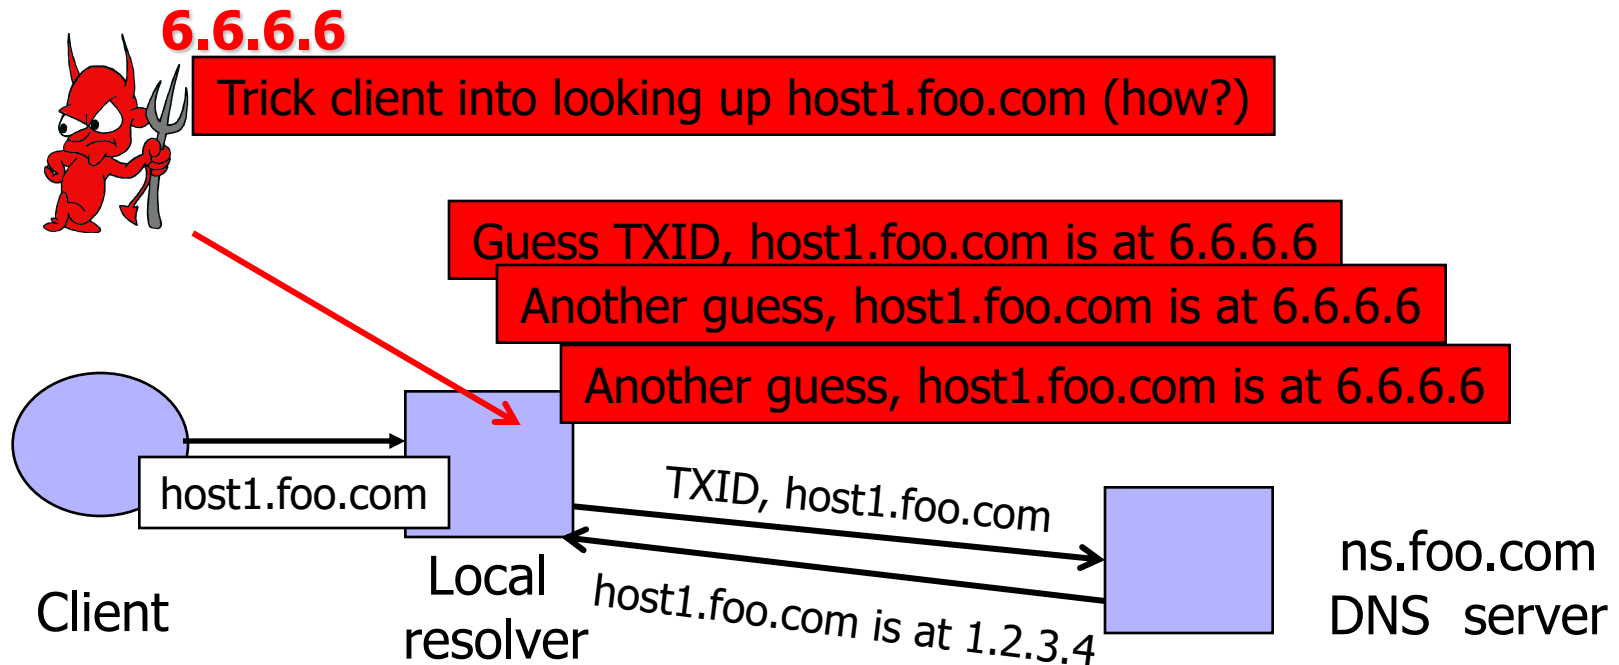 6.6.6.6
Trick client into looking up host1.foo.com (how?)
Guess TXID, host1.foo.com is at 6.6.6.6
Another guess, host1.foo.com is at 6.6.6.6
Another guess, host1.foo.com is at 6.6.6.6
host1.foo.com
TXID, host1.foo.com
host1.foo.com is at 1.2.3.4
Client
Local
resolver
ns.foo.com
DNS server